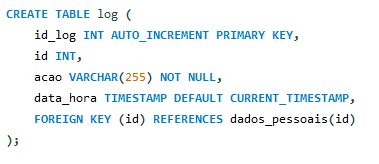 CREATE TABLE log (
    id_log INT AUTO_INCREMENT PRIMARY KEY,
    id INT,
    acao VARCHAR(255) NOT NULL,
    data_hora TIMESTAMP DEFAULT CURRENT_TIMESTAMP,
    FOREIGN KEY (id) REFERENCES dados_pessoais(id)
);